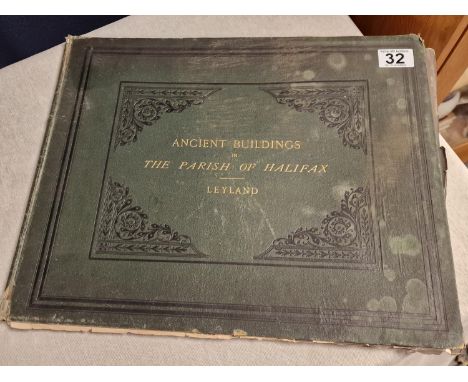 32
ANCIENT BUILDINGS
IN
THE PARISH OF HALIFAX
LEYLAND